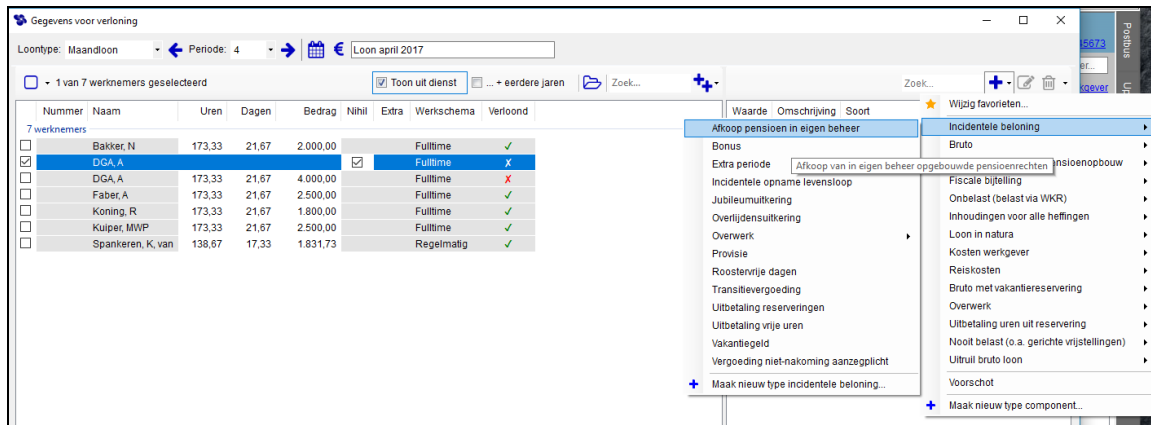 Gegevens voor verloning
Loontype: Maandloon Periode: 4 € Loon april 2017
1 van 7 werknemers geselecteerd Toon uit dienst ... + eerdere jaren Zoek... Zoek...
Nummer Naam Uren Dagen Bedrag Nihil Extra Werkschema Verloond Waarde Omschrijving Soort
7 werknemers
Bakker, N 173,33 21,67 2.000,00 Fulltime ✓
DGA, A Fulltime ✗
DGA, A 173,33 21,67 4.000,00 Fulltime ✗
Faber, A 173,33 21,67 2.500,00 Fulltime ✓
Koning, R 173,33 21,67 1.800,00 Fulltime ✓
Kuiper, MWP 173,33 21,67 2.500,00 Fulltime ✓
Spankeren, K, van 138,67 17,33 1.831,73 Regelmatig ✓
Afkoop pensioen in eigen beheer
Bonus
Extra periode
Afkoop van in eigen beheer opgebouwde pensioenrechten
Incidentele opname levensloop
Jubileumuitkering
Overlijdensuitkering
Overwerk
Provisie
Roostervrije dagen
Transitievergoeding
Uitbetaling reserveringen
Uitbetaling vrije uren
Vakantiegeld
Vergoeding niet-nakoming aanzegplicht
Maak nieuw type incidentele beloning...
Wijzig favorieten...
Incidentele beloning
Bruto
nsioenopbouw
Fiscale bijtelling
Onbelast (belast via WKR)
Inhoudingen voor alle heffingen
Loon in natura
Kosten werkgever
Reiskosten
Bruto met vakantiereservering
Overwerk
Uitbetaling uren uit reservering
Nooit belast (o.a. gerichte vrijstellingen)
Uitruil bruto loon
Voorschot
Maak nieuw type component...
45673
er...
kgever
Postbus
Up